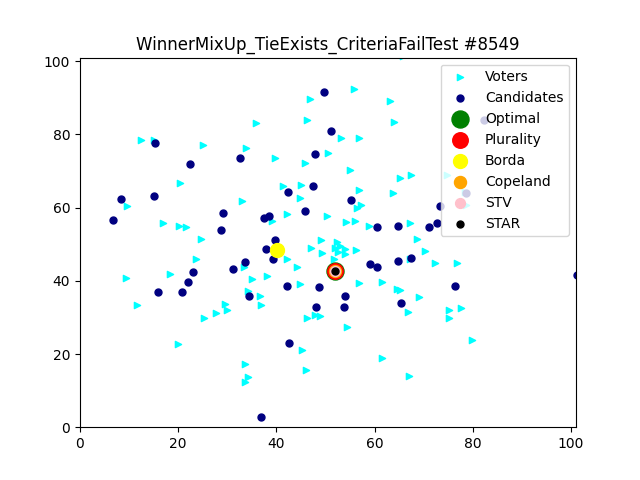 WinnerMixUp_TieExists_CriteriaFailTest #8549
100
80
60
40
20
0
0
20
40
60
80
100
Voters
Candidates
Optimal
Plurality
Borda
Copeland
STV
STAR